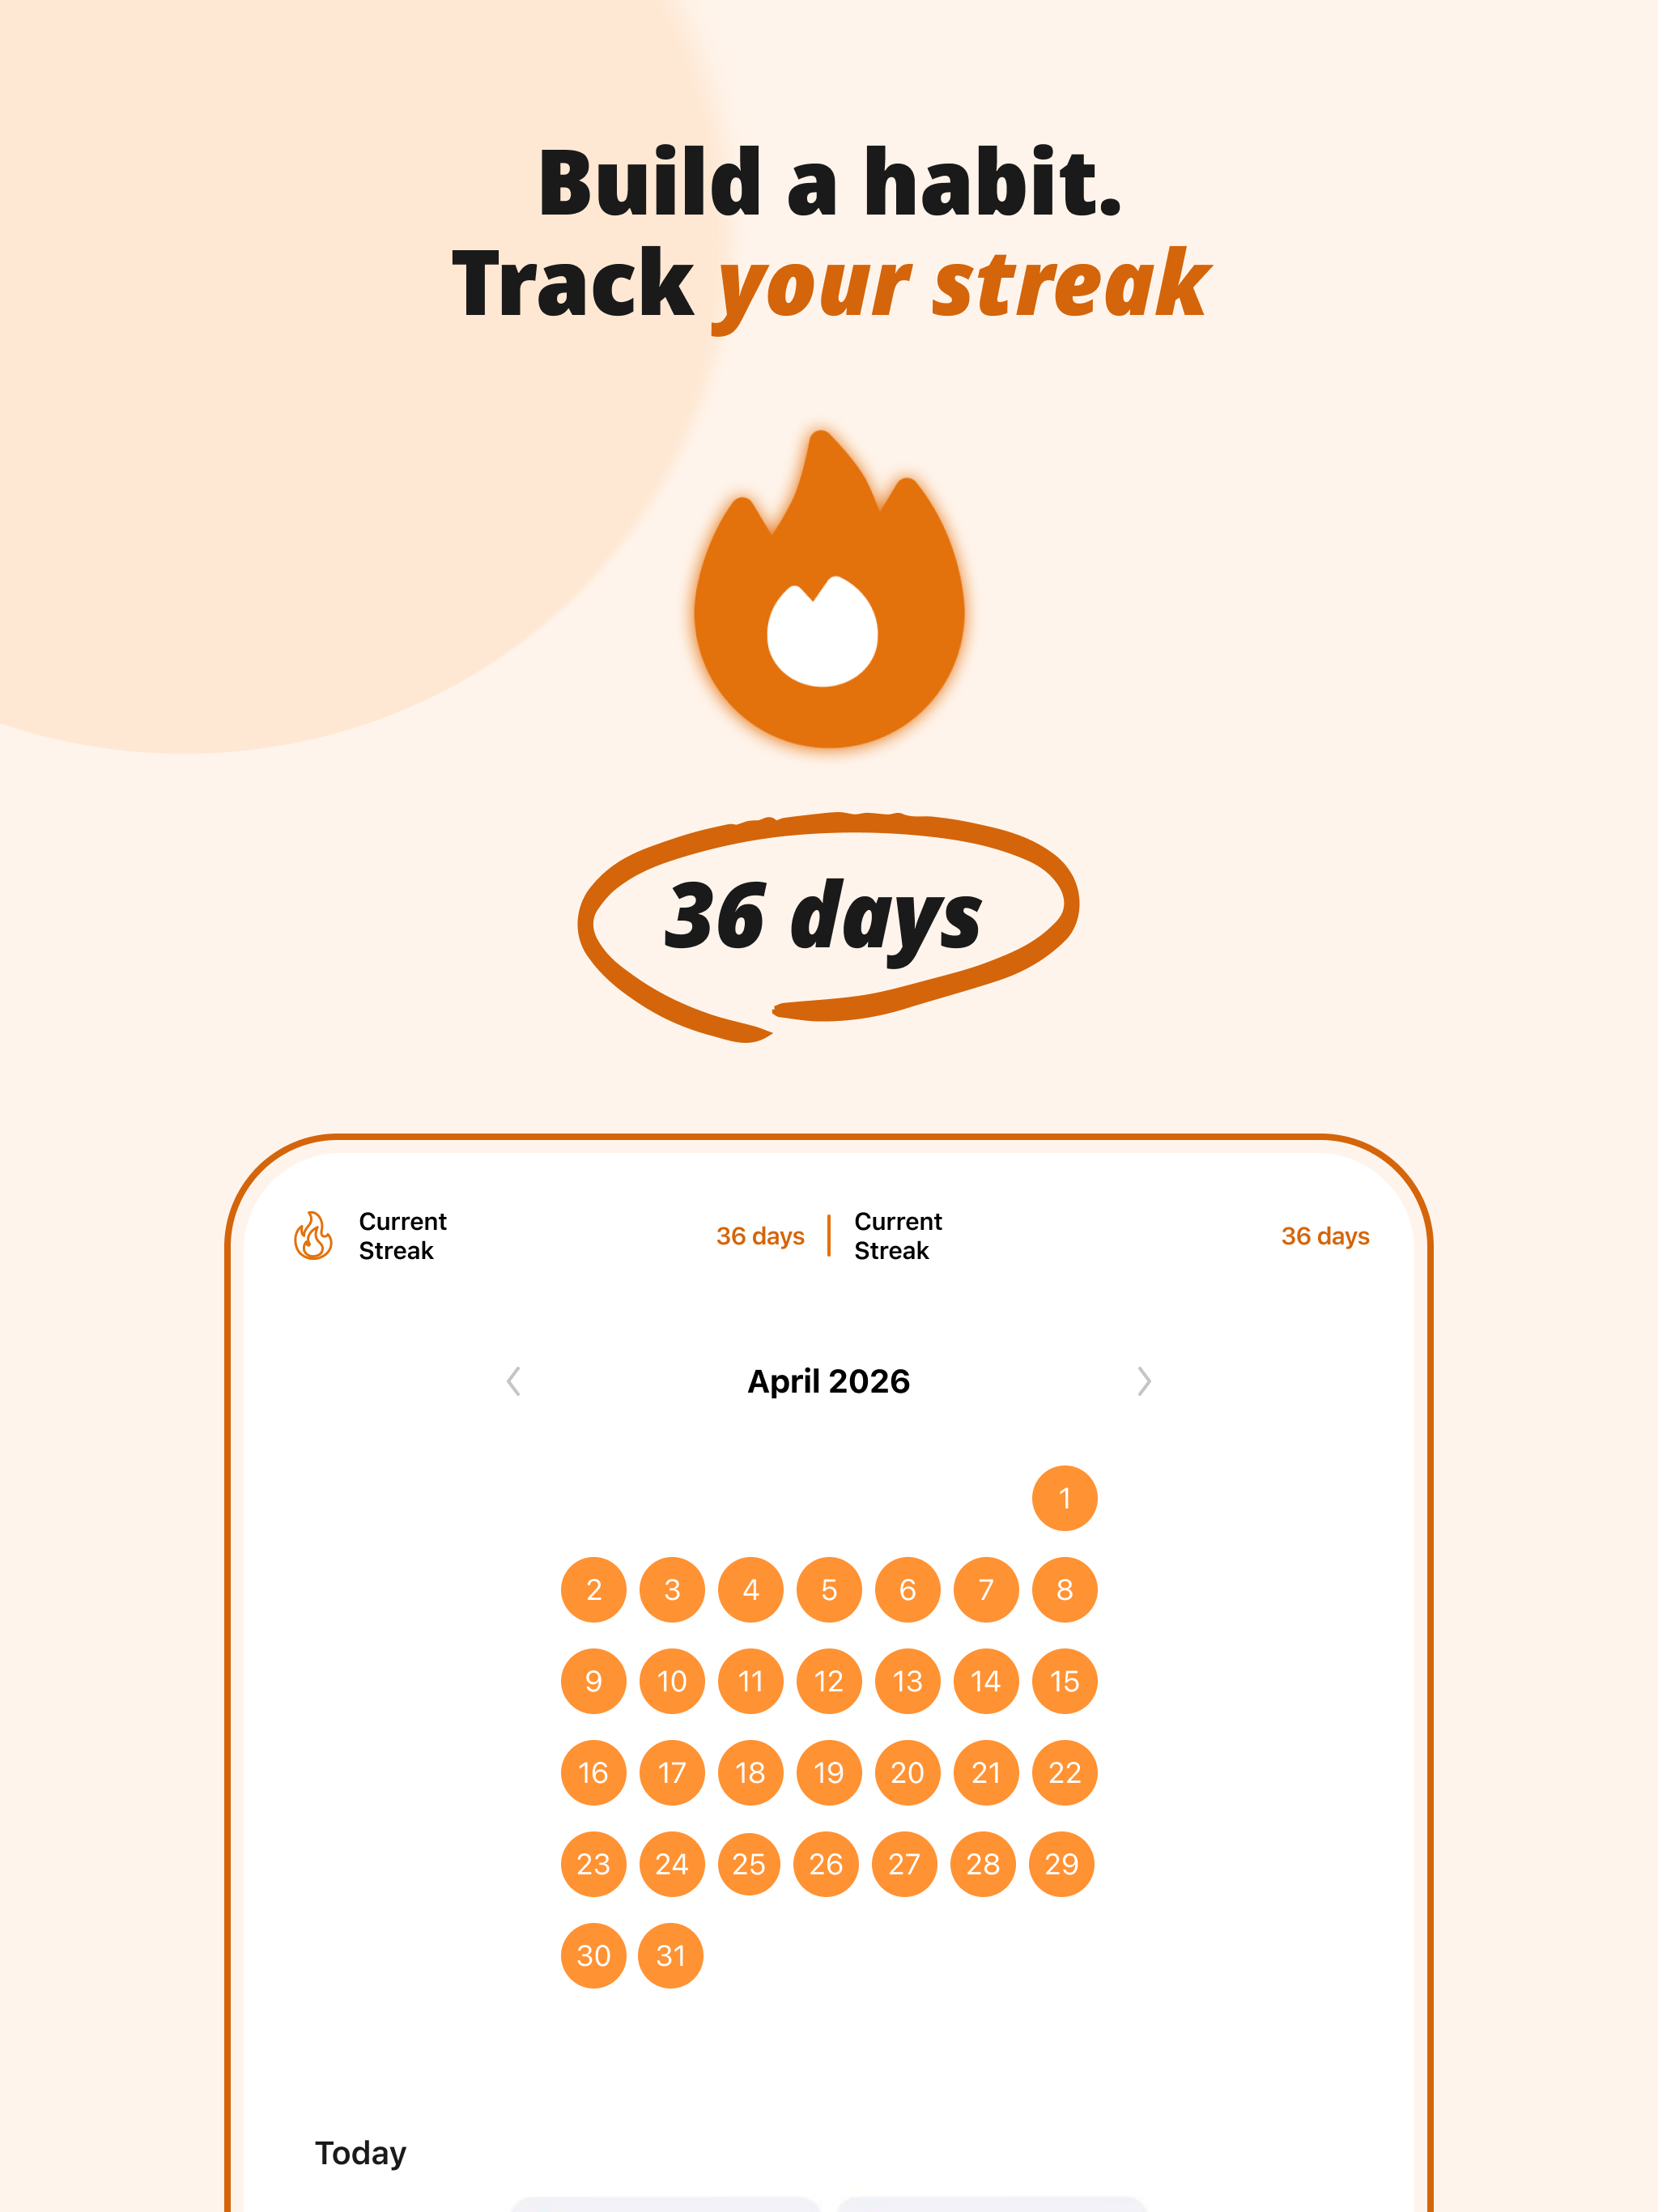 Build a habit.
Track your streak
36 days
Current
Streak
36 days
Current
Streak
36 days
April 2026
1
2 3 4 5 6 7 8
9 10 11 12 13 14 15
16 17 18 19 20 21 22
23 24 25 26 27 28 29
30 31
Today